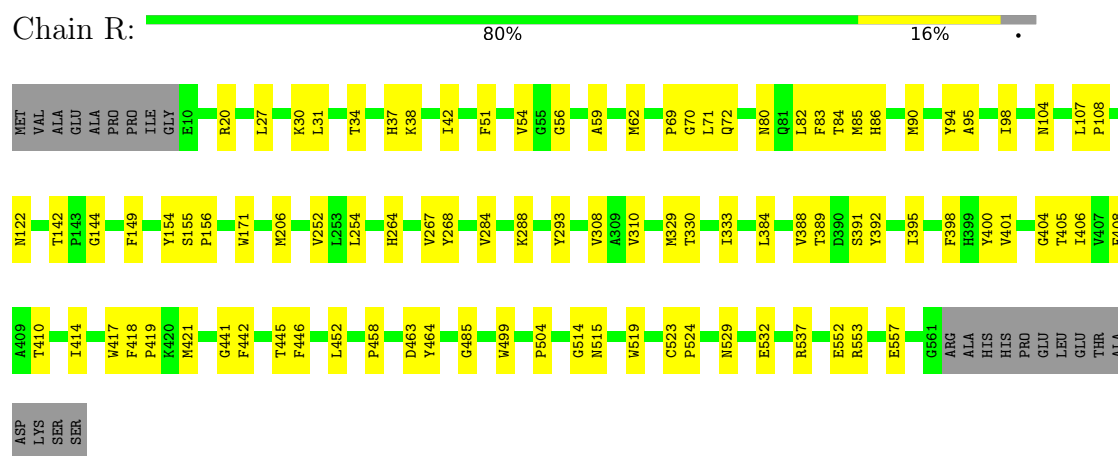 Chain R:
80% 16% •
MET VAL ALA GLU ALA PRO PRO ILE GLY E10 R20 L27 K30 L31 T34 H37 K38 I42 F51 V54 G55 G56 A59 M62 P69 G70 L71 Q72 N80 Q81 L82 F83 T84 M85 H86 M90 Y94 A95 I98 N104 L107 P108
N122 T142 P143 G144 F149 Y154 S155 P156 W171 M206 V252 L253 L254 H264 V267 Y268 V284 K288 Y293 V308 A309 V310 M329 T330 I333 L384 V388 T389 D390 S391 Y392 I395 F398 H399 Y400 V401 G404 T405 I406 V407 F408
A409 T410 I414 W417 F418 P419 K420 M421 G441 F442 T445 F446 L452 P458 D463 Y464 G485 W499 P504 G514 N515 W519 C523 P524 N529 E532 R537 E552 R553 E557 G561 ARG ALA HIS HIS PRO GLU LEU GLU THR ALA
ASP LYS SER SER